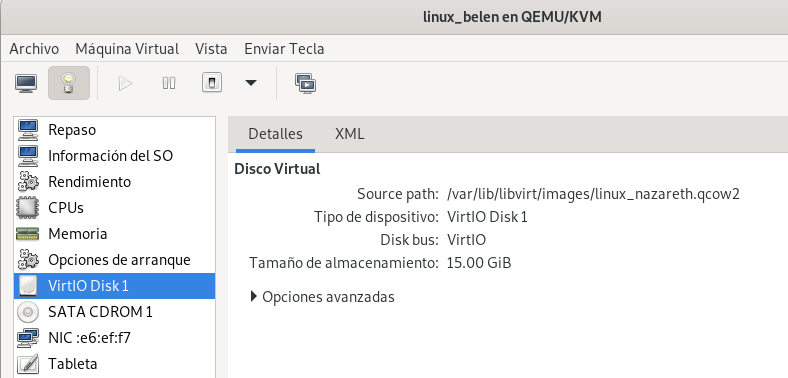 linux_belen en QEMU/KVM
Archivo Máquina Virtual Vista Enviar Tecla
Repaso
Información del SO
Rendimiento
CPUs
Memoria
Opciones de arranque
VirtIO Disk 1
SATA CDROM 1
NIC :e6:ef:f7
Tableta
Detalles XML
Disco Virtual
Source path: /var/lib/libvirt/images/linux_nazareth.qcow2
Tipo de dispositivo: VirtIO Disk 1
Disk bus: VirtIO
Tamaño de almacenamiento: 15.00 GiB
Opciones avanzadas